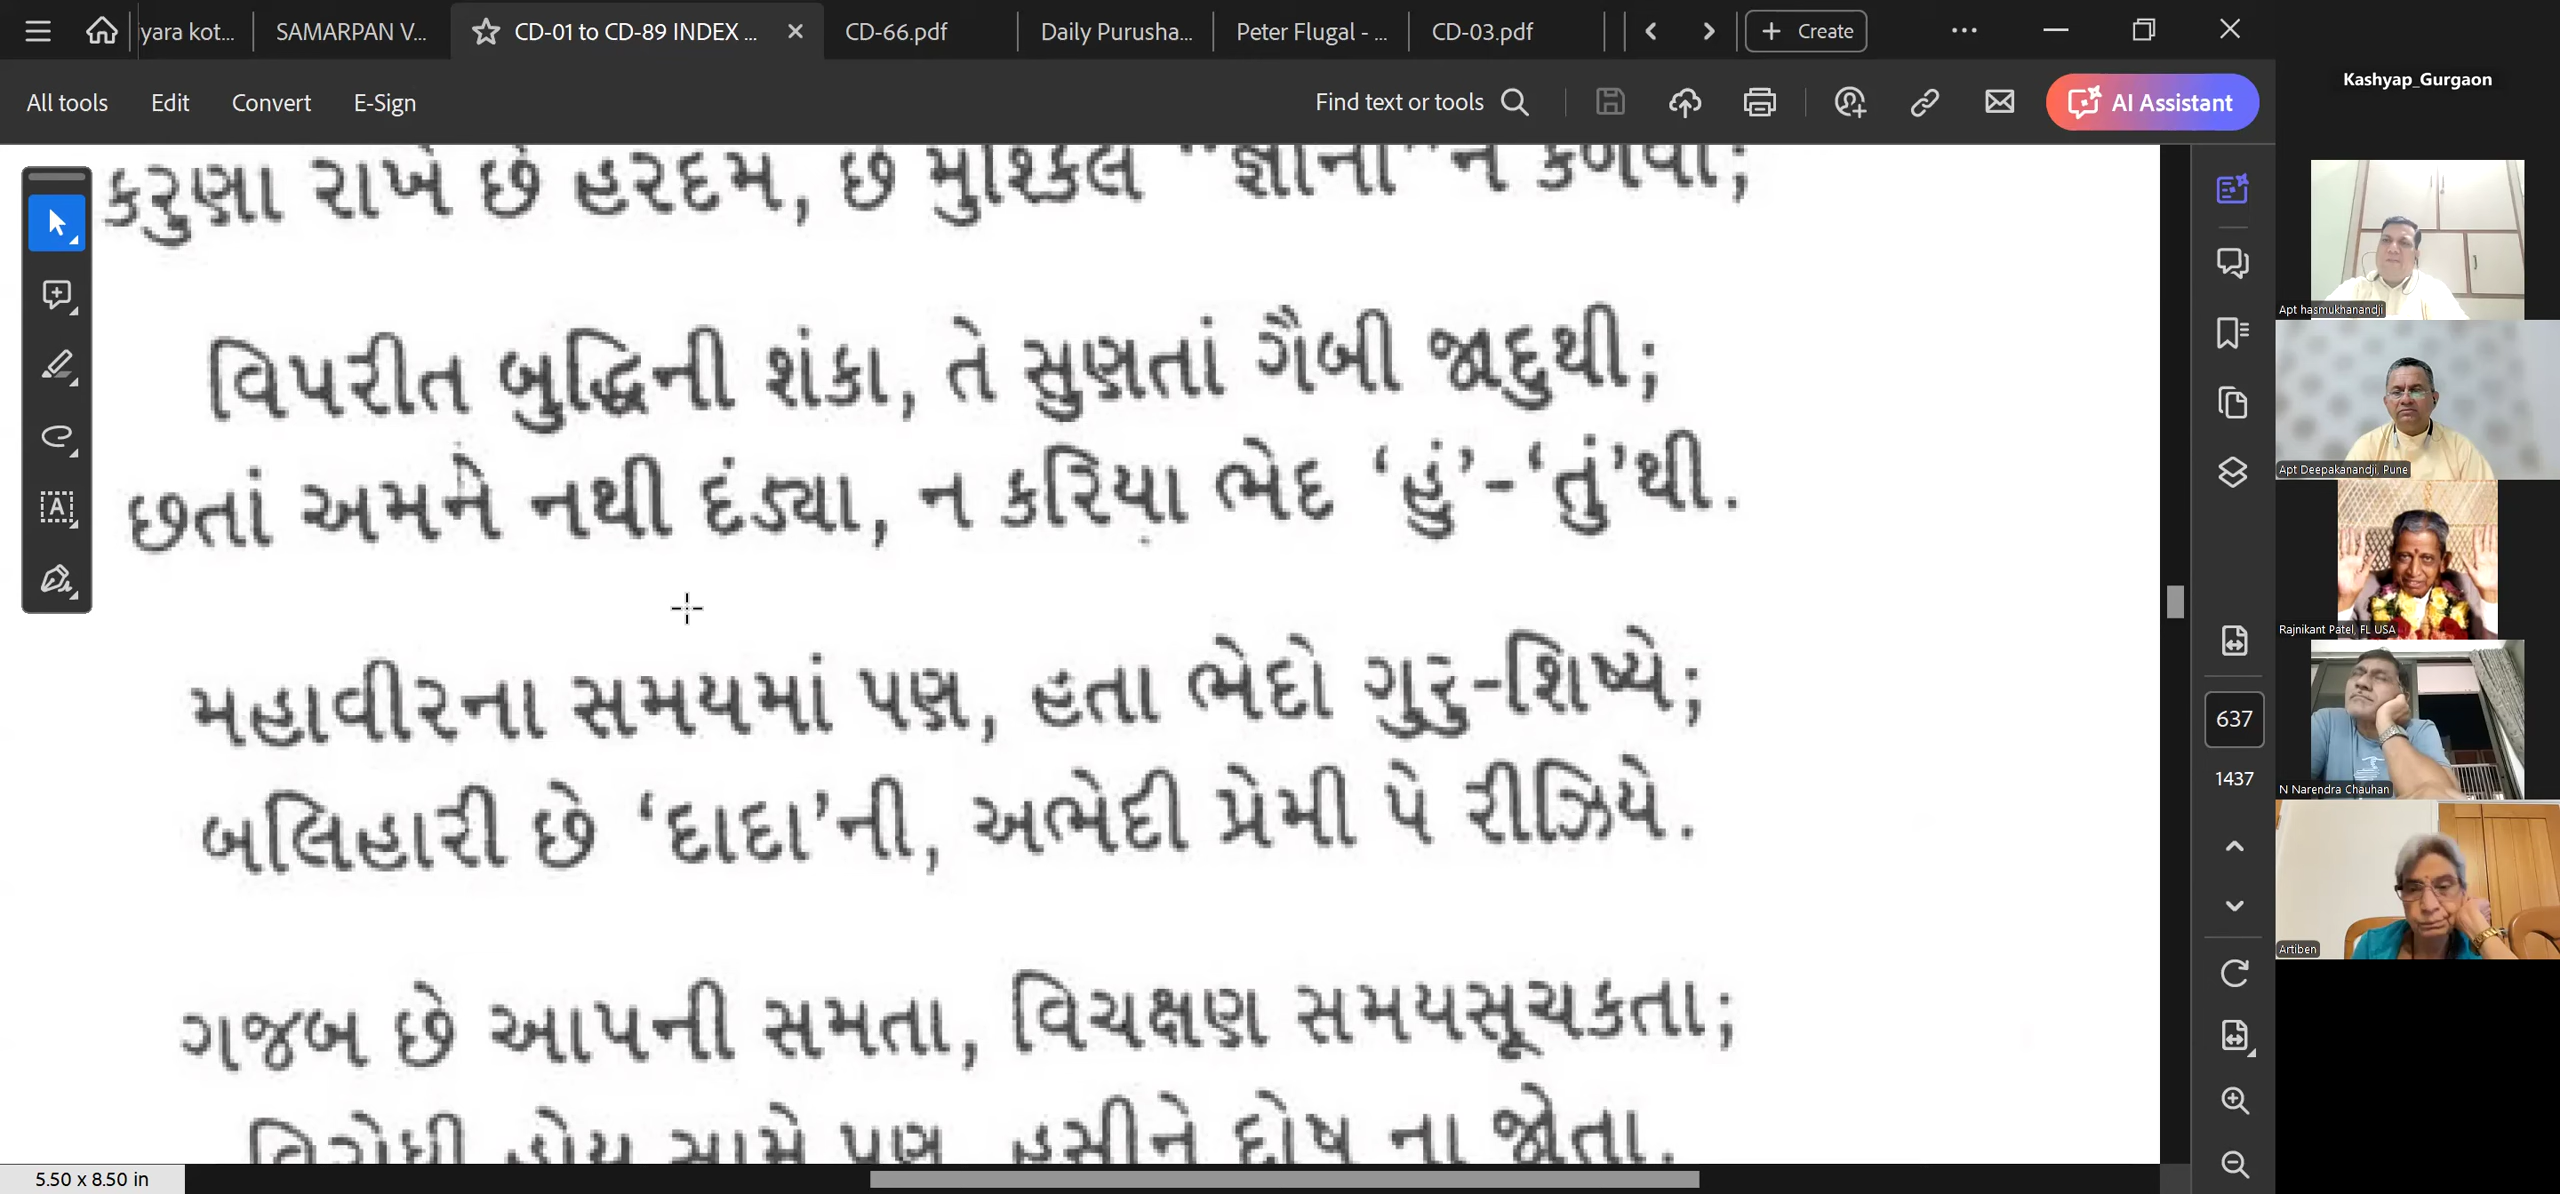 yara kot...
SAMARPAN V...
CD-01 to CD-89 INDEX ...
CD-66.pdf
Daily Purusha...
Peter Flugal - ...
CD-03.pdf
Create
All tools
Edit
Convert
E-Sign
Find text or tools
AI Assistant
કરુણા રાખે છે હરદમ, છે મુશ્કેલ "જ્ઞાની"ને કળવા;
વિપરીત બુદ્ધિની શંકા, તે સુણતાં ગૈબી જાદુથી;
છતાં અમને નથી દંડ્યા, ન કરિયા ભેદ ‘હું’-‘તું’થી.
મહાવીરના સમયમાં પણ, હતા ભેદો ગુરુ-શિષ્યે;
બલિહારી છે ‘દાદા’ની, અભેદી પ્રેમી પે રીઝિયે.
ગજબ છે આપની સમતા, વિચક્ષણ સમયસૂચકતા;
વિરોધી હોય સામે પણ, હસીને દોષ ના જોતા.
637
1437
5.50 x 8.50 in
Kashyap_Gurgaon
Apt hasmukhanandji
Apt Deepakanandji, Pune
Rajnikant Patel, FL USA
N Narendra Chauhan
Artiben